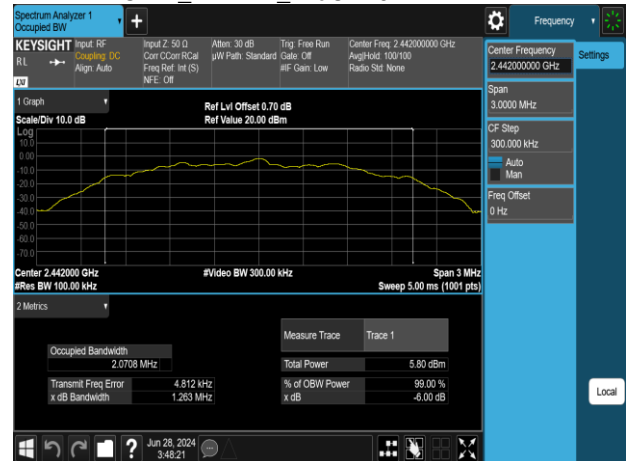 Spectrum Analyzer 1
Occupied BW
Frequency
KEYSIGHT
Input: RF
Input Z: 50 Ω
Atten: 30 dB
Trig: Free Run
Center Freq: 2.442000000 GHz
R L
Coupling: DC
Corr CCorr RCal
µW Path: Standard
Gate: Off
Avg|Hold: 100/100
Align: Auto
Freq Ref: Int (S)
#IF Gain: Low
Radio Std: None
LXI
NFE: Off
Center Frequency
2.442000000 GHz
Settings
Span
3.0000 MHz
CF Step
300.000 kHz
Auto
Man
Freq Offset
0 Hz
1 Graph
Ref Lvl Offset 0.70 dB
Scale/Div 10.0 dB
Ref Value 20.00 dBm
Log
10.0
0.00
-10.0
-20.0
-30.0
-40.0
-50.0
-60.0
-70.0
Center 2.442000 GHz
#Video BW 300.00 kHz
Span 3 MHz
#Res BW 100.00 kHz
Sweep 5.00 ms (1001 pts)
2 Metrics
Measure Trace
Trace 1
Occupied Bandwidth
2.0708 MHz
Total Power
5.80 dBm
Transmit Freq Error
4.812 kHz
% of OBW Power
99.00 %
x dB Bandwidth
1.263 MHz
x dB
-6.00 dB
Local
?
Jun 28, 2024
3:48:21